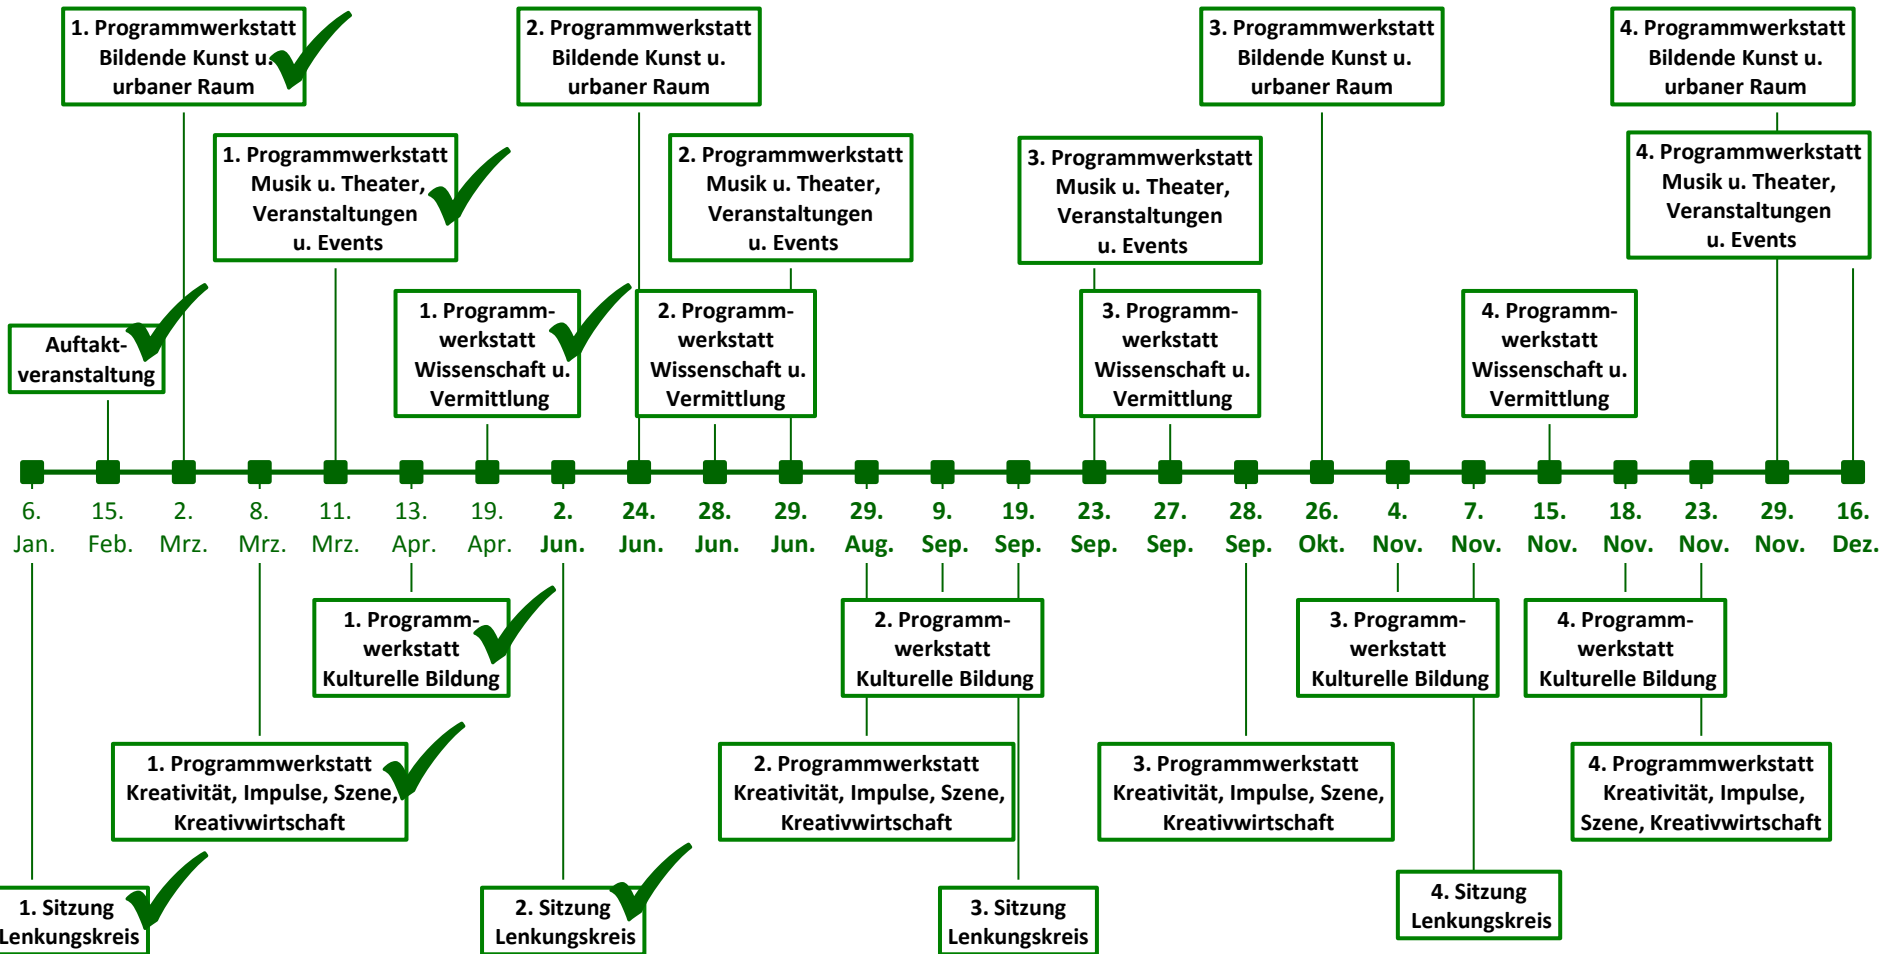 1. Programmwerkstatt
Bildende Kunst u.
urbaner Raum
2. Programmwerkstatt
Bildende Kunst u.
urbaner Raum
3. Programmwerkstatt
Bildende Kunst u.
urbaner Raum
4. Programmwerkstatt
Bildende Kunst u.
urbaner Raum
1. Programmwerkstatt
Musik u. Theater,
Veranstaltungen
u. Events
2. Programmwerkstatt
Musik u. Theater,
Veranstaltungen
u. Events
3. Programmwerkstatt
Musik u. Theater,
Veranstaltungen
u. Events
4. Programmwerkstatt
Musik u. Theater,
Veranstaltungen
u. Events
Auftakt-
veranstaltung
1. Programm-
werkstatt
Wissenschaft u.
Vermittlung
2. Programm-
werkstatt
Wissenschaft u.
Vermittlung
3. Programm-
werkstatt
Wissenschaft u.
Vermittlung
4. Programm-
werkstatt
Wissenschaft u.
Vermittlung
6. 15. 2. 8. 11. 13. 19. 2. 24. 28. 29. 29. 9. 19. 23. 27. 28. 26. 4. 7. 15. 18. 23. 29. 16.
Jan. Feb. Mrz. Mrz. Mrz. Apr. Apr. Jun. Jun. Jun. Jun. Aug. Sep. Sep. Sep. Sep. Sep. Okt. Nov. Nov. Nov. Nov. Nov. Nov. Dez.
1. Programm-
werkstatt
Kulturelle Bildung
2. Programm-
werkstatt
Kulturelle Bildung
3. Programm-
werkstatt
Kulturelle Bildung
4. Programm-
werkstatt
Kulturelle Bildung
1. Programmwerkstatt
Kreativität, Impulse, Szene,
Kreativwirtschaft
2. Programmwerkstatt
Kreativität, Impulse, Szene,
Kreativwirtschaft
3. Programmwerkstatt
Kreativität, Impulse, Szene,
Kreativwirtschaft
4. Programmwerkstatt
Kreativität, Impulse,
Szene, Kreativwirtschaft
1. Sitzung
Lenkungskreis
2. Sitzung
Lenkungskreis
3. Sitzung
Lenkungskreis
4. Sitzung
Lenkungskreis